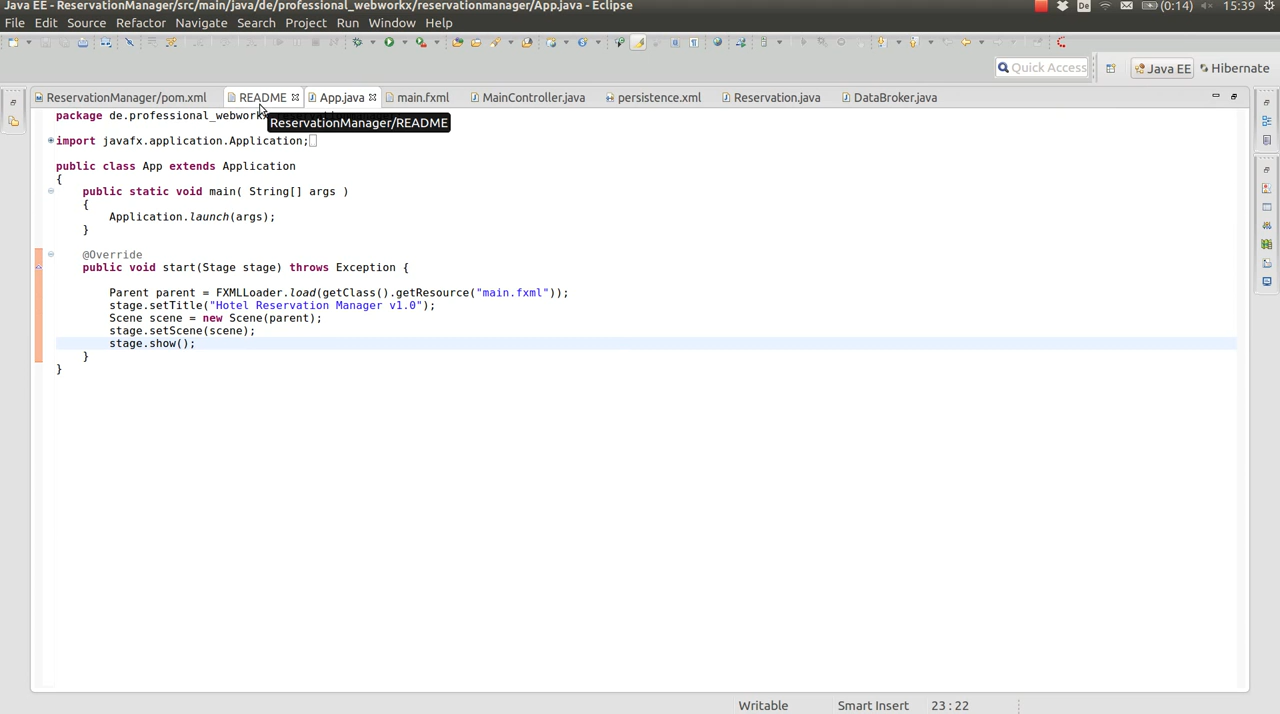 Java EE - ReservationManager/src/main/java/de/professional_webworkx/reservationmanager/App.java - Eclipse
De (0:14) 15:39
File Edit Source Refactor Navigate Search Project Run Window Help
Quick Access Java EE Hibernate
ReservationManager/pom.xml README App.java main.fxml MainController.java persistence.xml Reservation.java DataBroker.java
package de.professional_webworkx
ReservationManager/README
import javafx.application.Application;
public class App extends Application
{
public static void main( String[] args )
{
Application.launch(args);
}
@Override
public void start(Stage stage) throws Exception {
Parent parent = FXMLLoader.load(getClass().getResource("main.fxml"));
stage.setTitle("Hotel Reservation Manager v1.0");
Scene scene = new Scene(parent);
stage.setScene(scene);
stage.show();
}
}
Writable Smart Insert 23 : 22